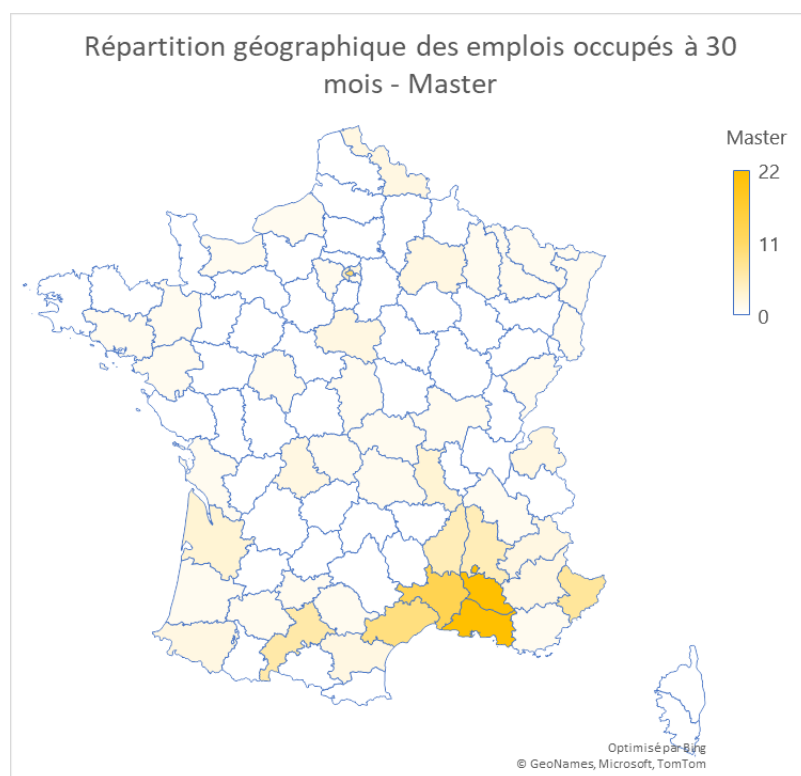 Répartition géographique des emplois occupés à 30
mois - Master
Master
22
11
0
Optimisé par Bing
© GeoNames, Microsoft, TomTom